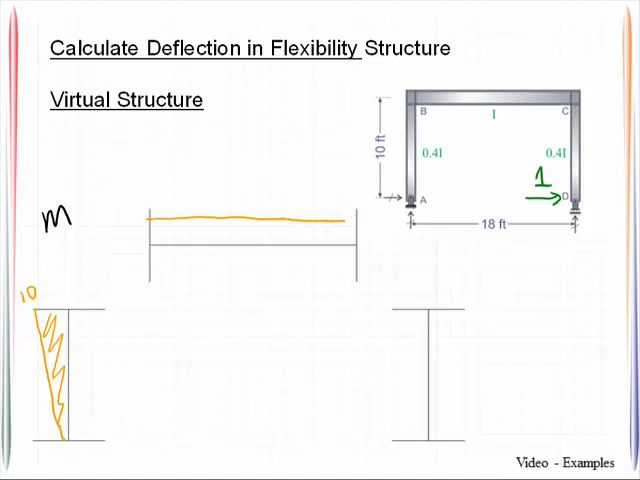 Calculate Deflection in Flexibility Structure
Virtual Structure
B
C
I
10 ft
0.4I
0.4I
1
A
D
18 ft
m
10
Video - Examples